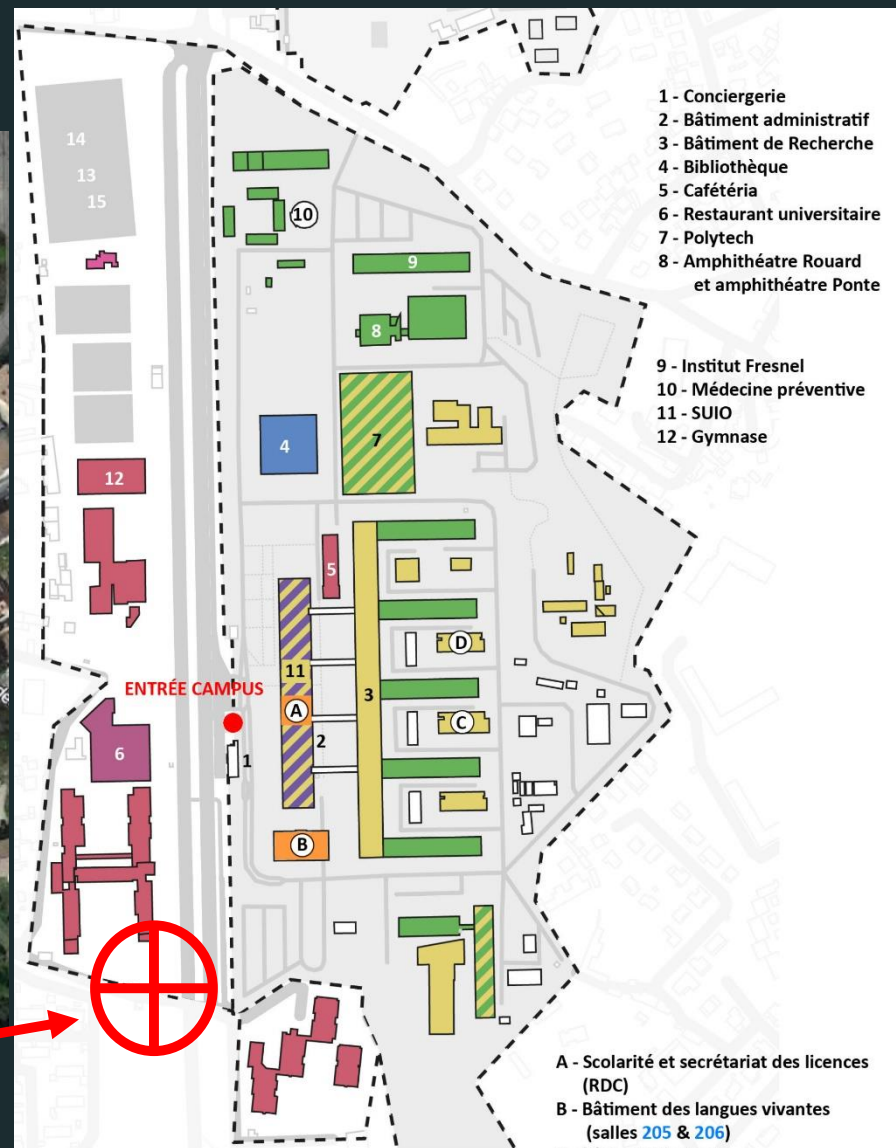 1 - Conciergerie
2 - Bâtiment administratif
3 - Bâtiment de Recherche
4 - Bibliothèque
5 - Cafétéria
6 - Restaurant universitaire
7 - Polytech
8 - Amphithéatre Rouard
et amphithéatre Ponte
9 - Institut Fresnel
10 - Médecine préventive
11 - SUIO
12 - Gymnase
14
13
15
10
9
8
4
7
12
5
D
11
ENTRÉE CAMPUS
A
3
C
2
6
1
B
A - Scolarité et secrétariat des licences
(RDC)
B - Bâtiment des langues vivantes
(salles 205 & 206)